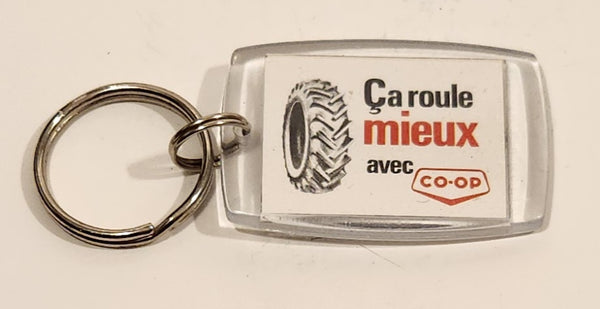 Ça roule
mieux
avec
CO-OP